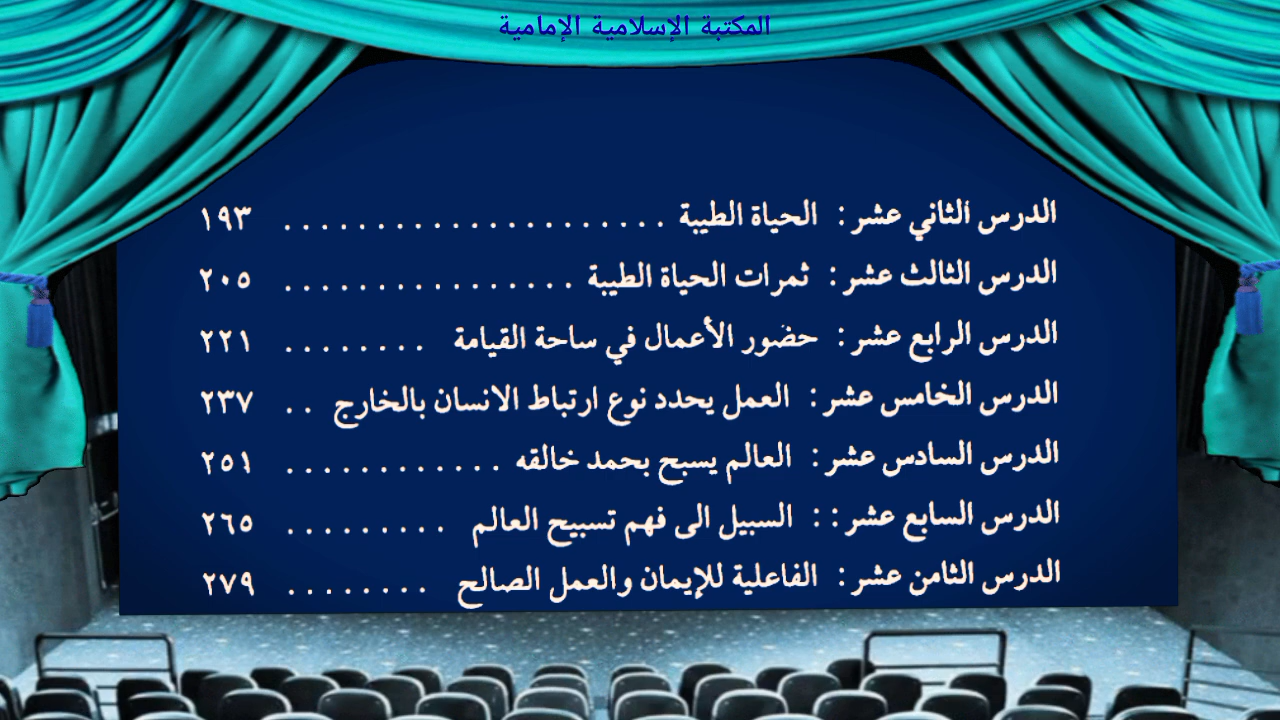 المكتبة الإسلامية الإمامية
الدرس الثاني عشر : الحياة الطيبة . . . . . . . . . . . . . . . . . . . . . ١٩٣
الدرس الثالث عشر : ثمرات الحياة الطيبة . . . . . . . . . . . . . . . . ٢٠٥
الدرس الرابع عشر : حضور الأعمال في ساحة القيامة . . . . . . . . ٢٢١
الدرس الخامس عشر : العمل يحدد نوع ارتباط الانسان بالخارج . . ٢٣٧
الدرس السادس عشر : العالم يسبح بحمد خالقه . . . . . . . . . . . . ٢٥١
الدرس السابع عشر : : السبيل الى فهم تسبيح العالم . . . . . . . . . ٢٦٥
الدرس الثامن عشر : الفاعلية للإيمان والعمل الصالح . . . . . . . . ٢٧٩